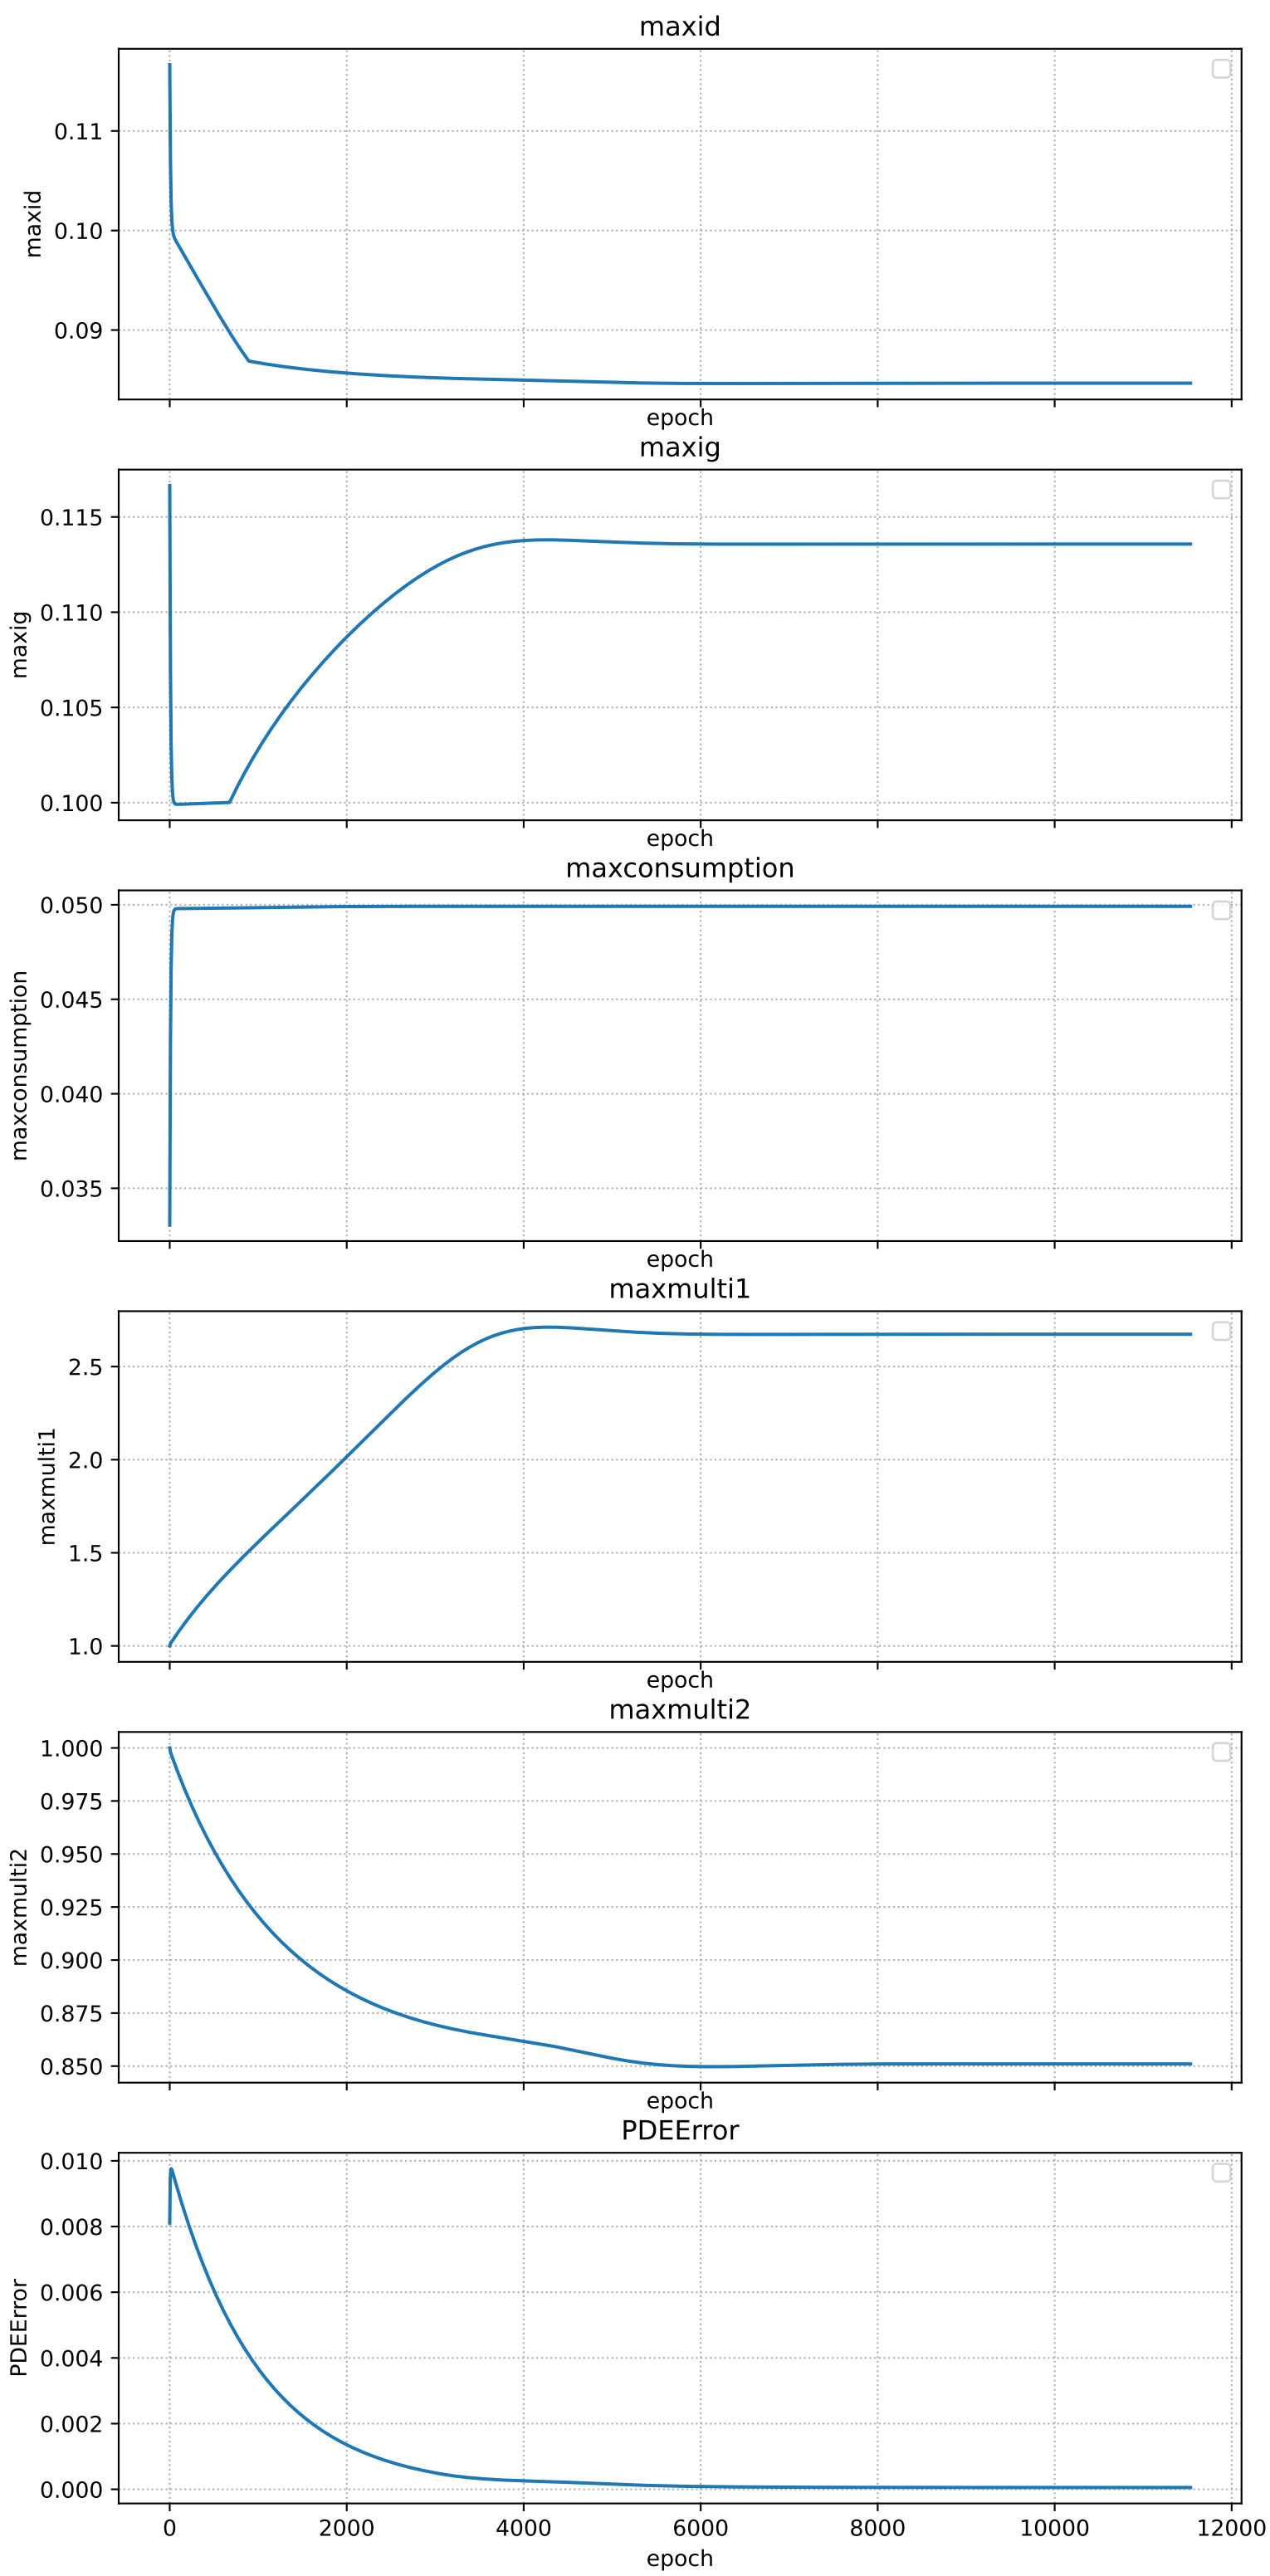 maxid
0.11
0.10
0.09
maxid
epoch
maxig
0.115
0.110
0.105
0.100
maxig
epoch
maxconsumption
0.050
0.045
0.040
0.035
maxconsumption
epoch
maxmulti1
2.5
2.0
1.5
1.0
maxmulti1
epoch
maxmulti2
1.000
0.975
0.950
0.925
0.900
0.875
0.850
maxmulti2
epoch
PDEError
0.010
0.008
0.006
0.004
0.002
0.000
PDEError
0 2000 4000 6000 8000 10000 12000
epoch